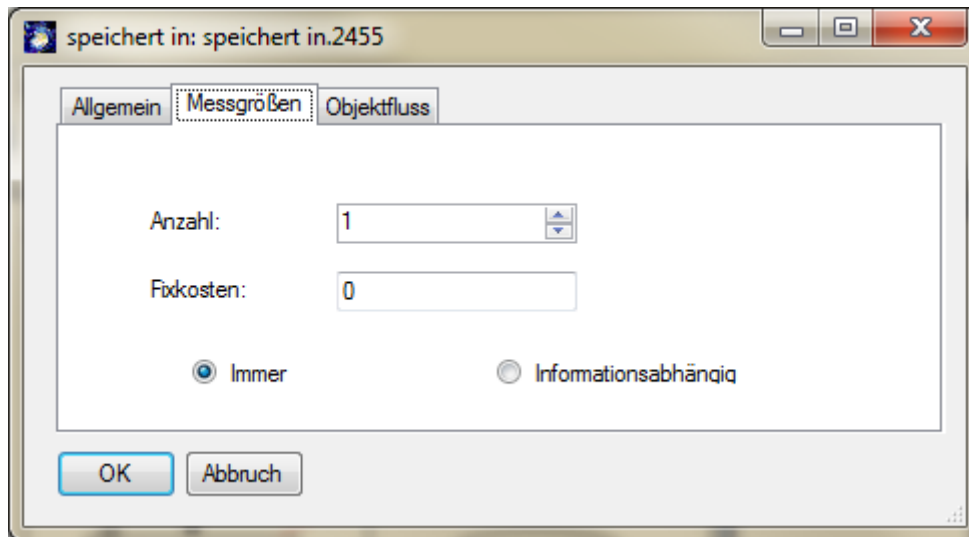 speichert in: speichert in.2455
Allgemein Messgrößen Objektfluss
Anzahl: 1
Fixkosten: 0
Immer Informationsabhängig
OK Abbruch